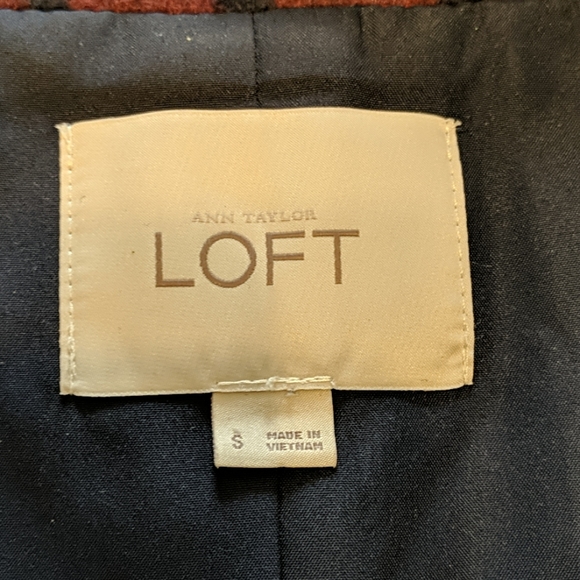 ANN TAYLOR
LOFT
S
MADE IN
VIETNAM